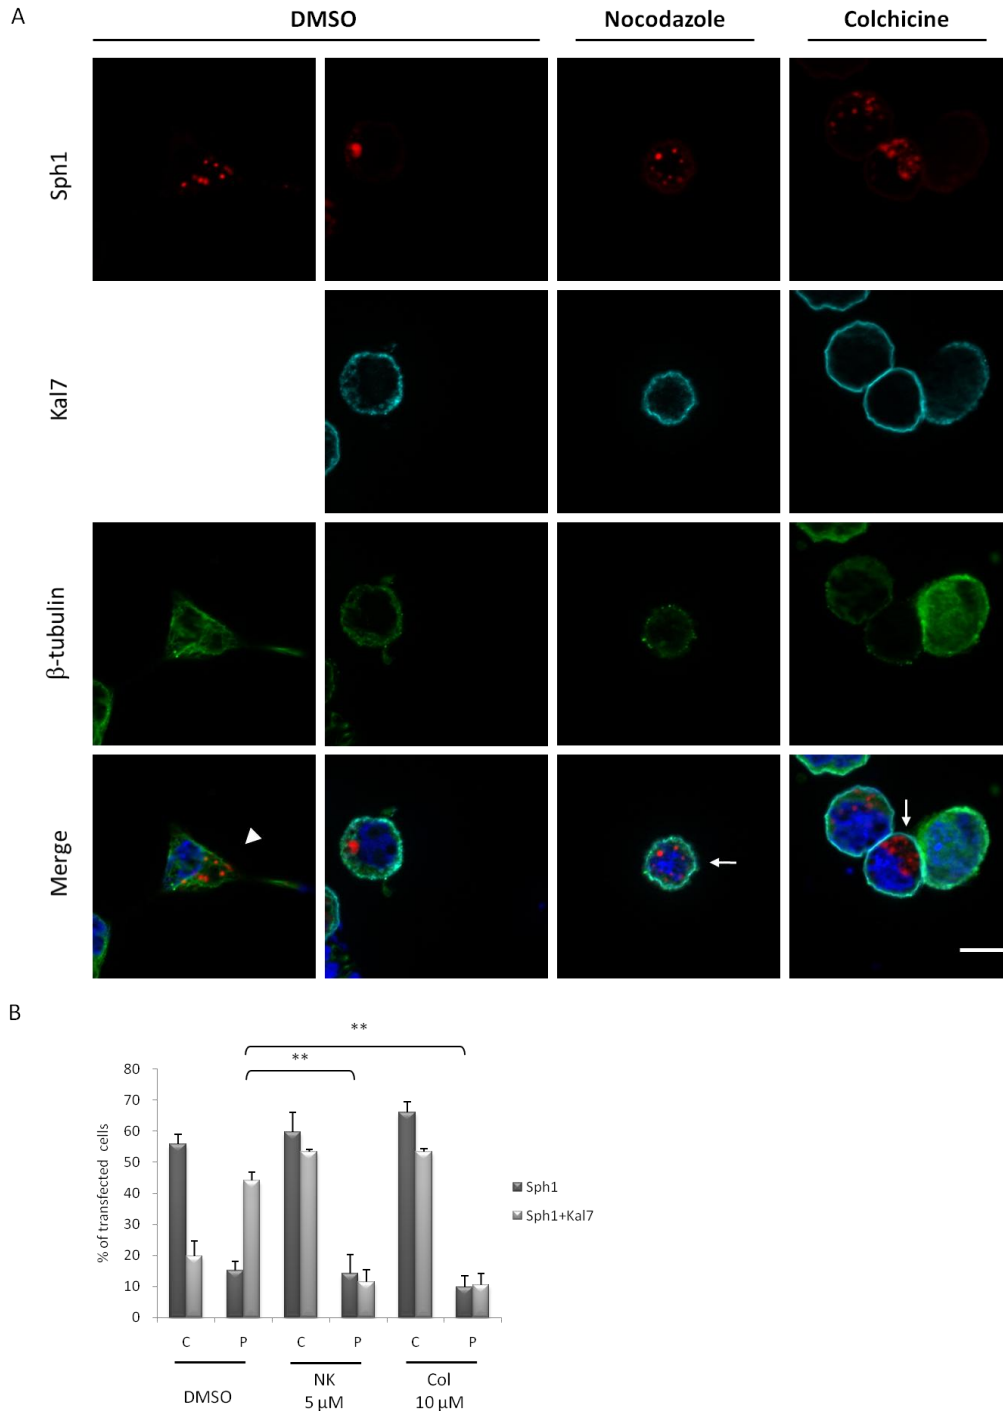 A
DMSO Nocodazole Colchicine
Sph1
Kal7
β-tubulin
Merge
B
**
**
80
70
60
50
40
30
20
10
0
% of transfected cells
Sph1
Sph1+Kal7
C P C P C P
DMSO NK Col
5 µM 10 µM